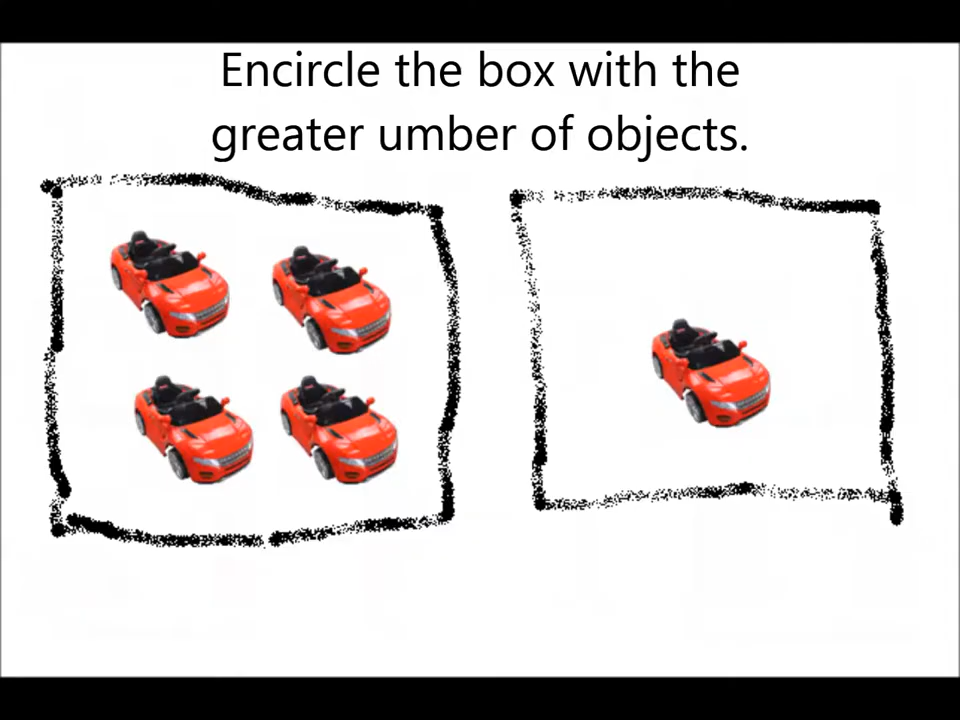 Encircle the box with the
greater umber of objects.